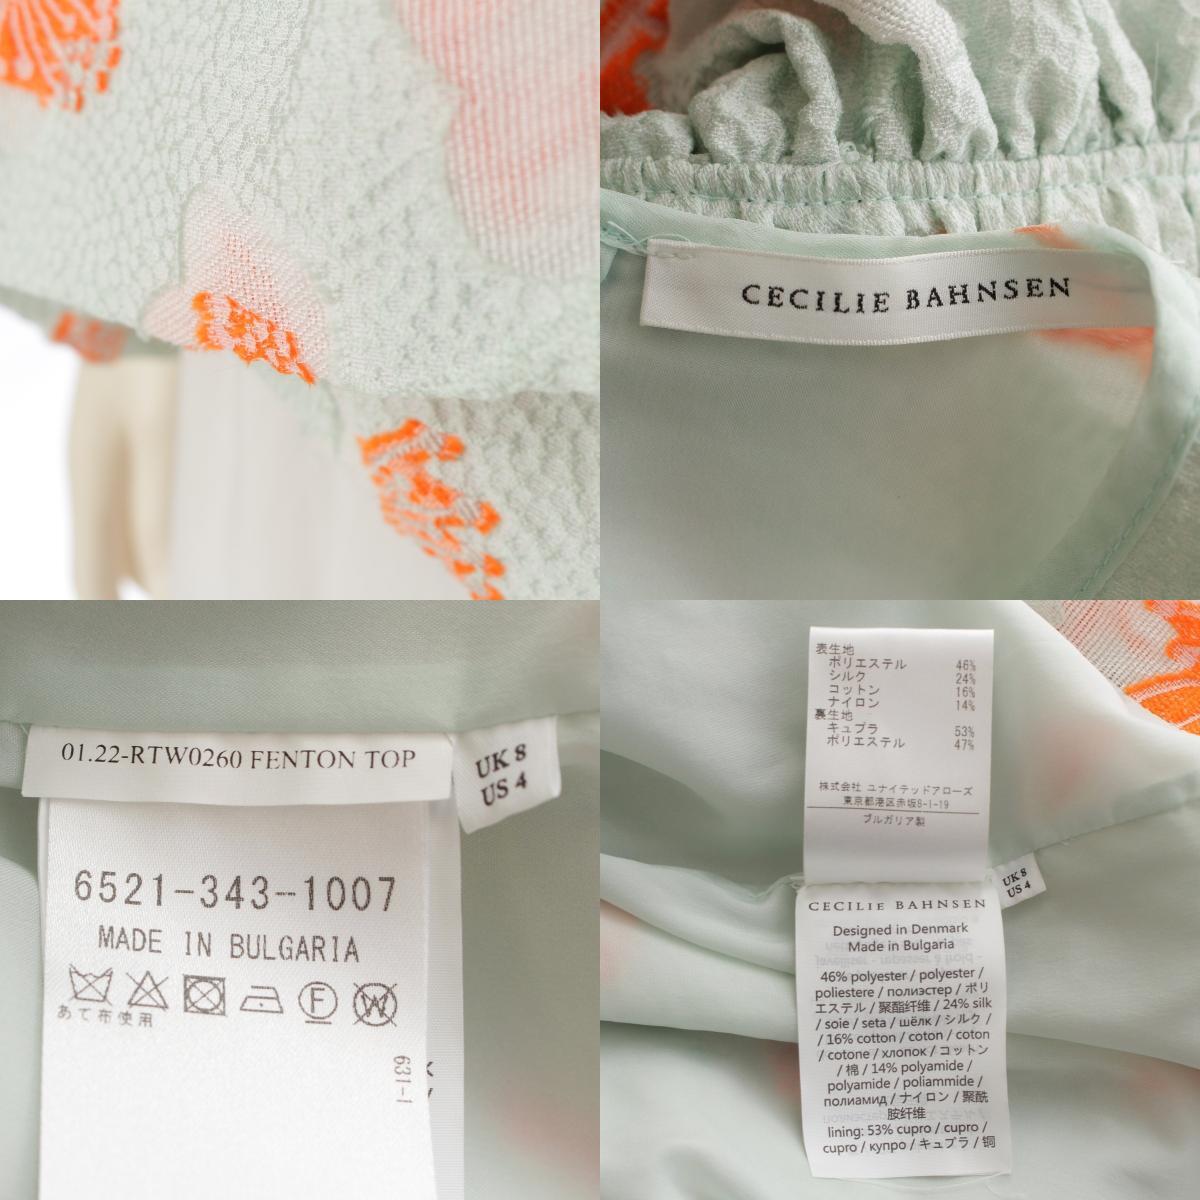 CECILIE BAHNSEN
01.22-RTW0260 FENTON TOP
UK 8
US 4
6521-343-1007
MADE IN BULGARIA
あて布使用
631-1
表生地
ポリエステル 46%
シルク 24%
コットン 16%
ナイロン 14%
裏生地
キュプラ 53%
ポリエステル 47%
株式会社 ユナイテッドアローズ
東京都港区赤坂8-1-19
ブルガリア製
UK 8
US 4
CECILIE BAHNSEN
Designed in Denmark
Made in Bulgaria
46% polyester / polyester /
poliestere / полиэстер / ポリ
エステル / 聚酯纤维 / 24% silk
/ soie / seta / шёлк / シルク /
/ 16% cotton / coton / coton
/ cotone / хлопок / コットン
/ 棉 / 14% polyamide /
polyamide / poliammide /
полиамид / ナイロン / 聚酰
胺纤维
lining: 53% cupro / cupro /
cupro / купро / キュプラ / 铜